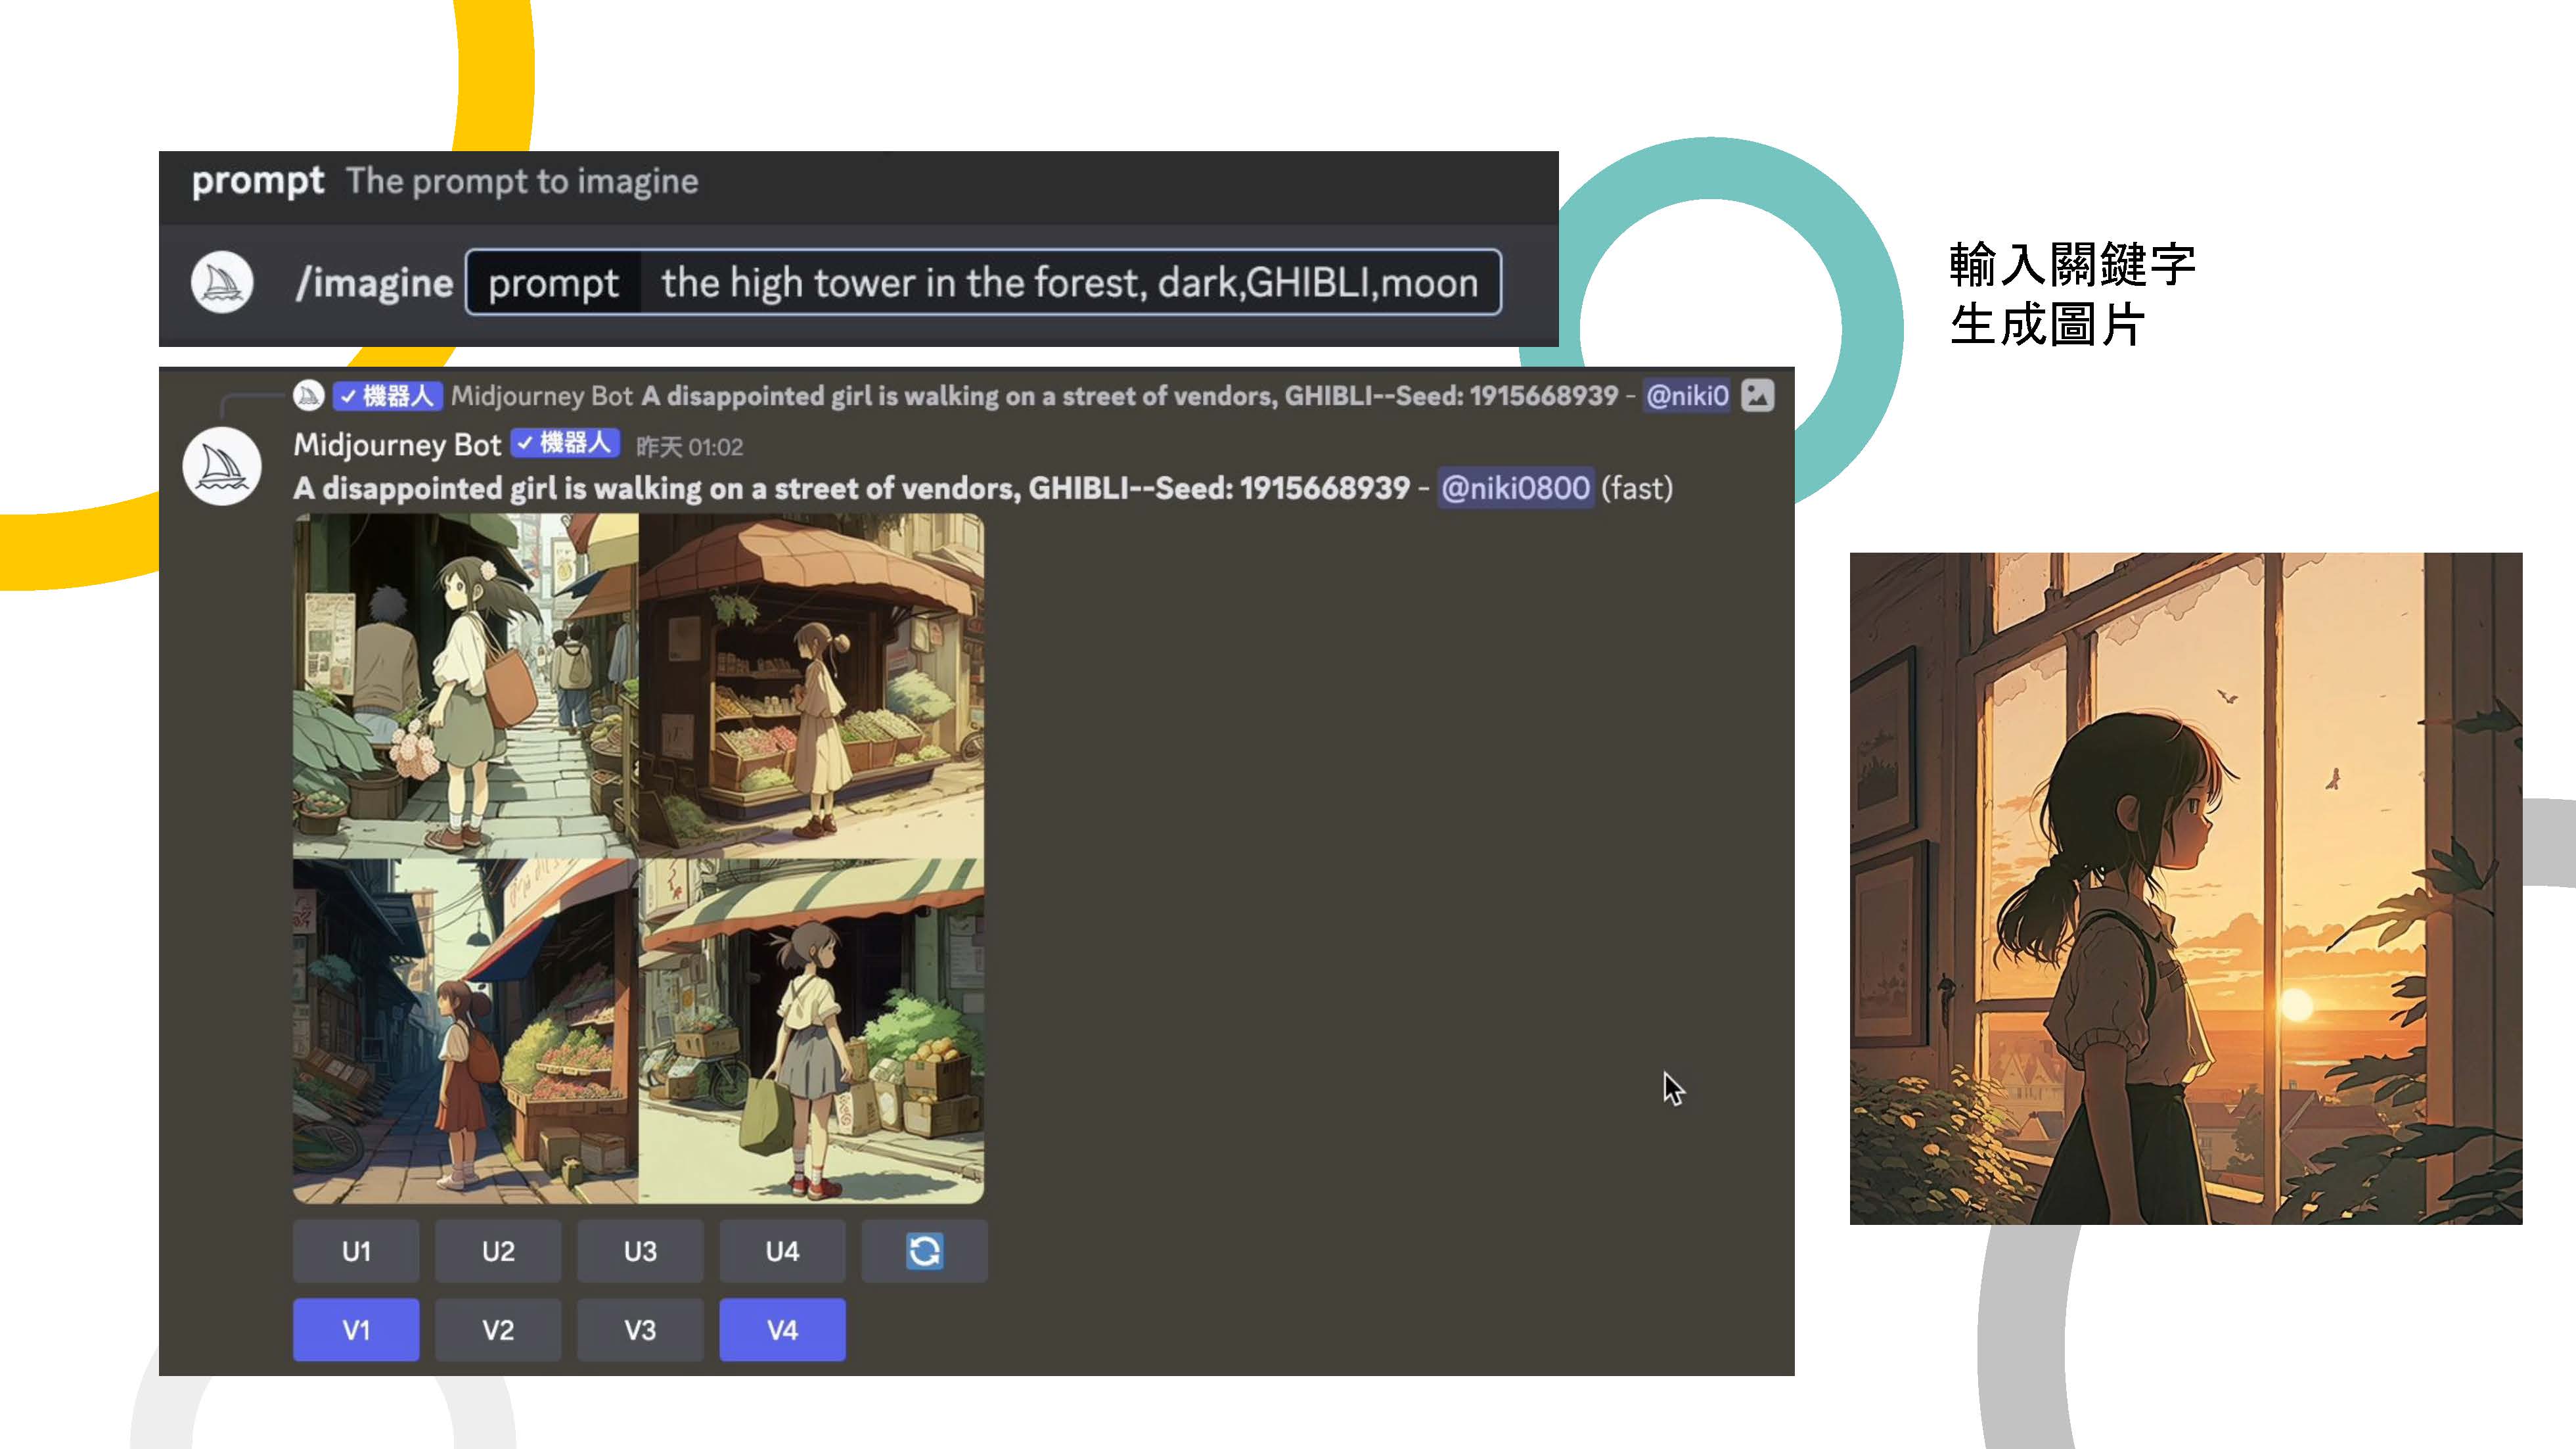 prompt The prompt to imagine
/imagine prompt the high tower in the forest, dark,GHIBLI,moon
輸入關鍵字
生成圖片
✓ 機器人 Midjourney Bot A disappointed girl is walking on a street of vendors, GHIBLI--Seed: 1915668939 - @niki0
Midjourney Bot ✓ 機器人 昨天 01:02
A disappointed girl is walking on a street of vendors, GHIBLI--Seed: 1915668939 - @niki0800 (fast)
U1 U2 U3 U4
V1 V2 V3 V4